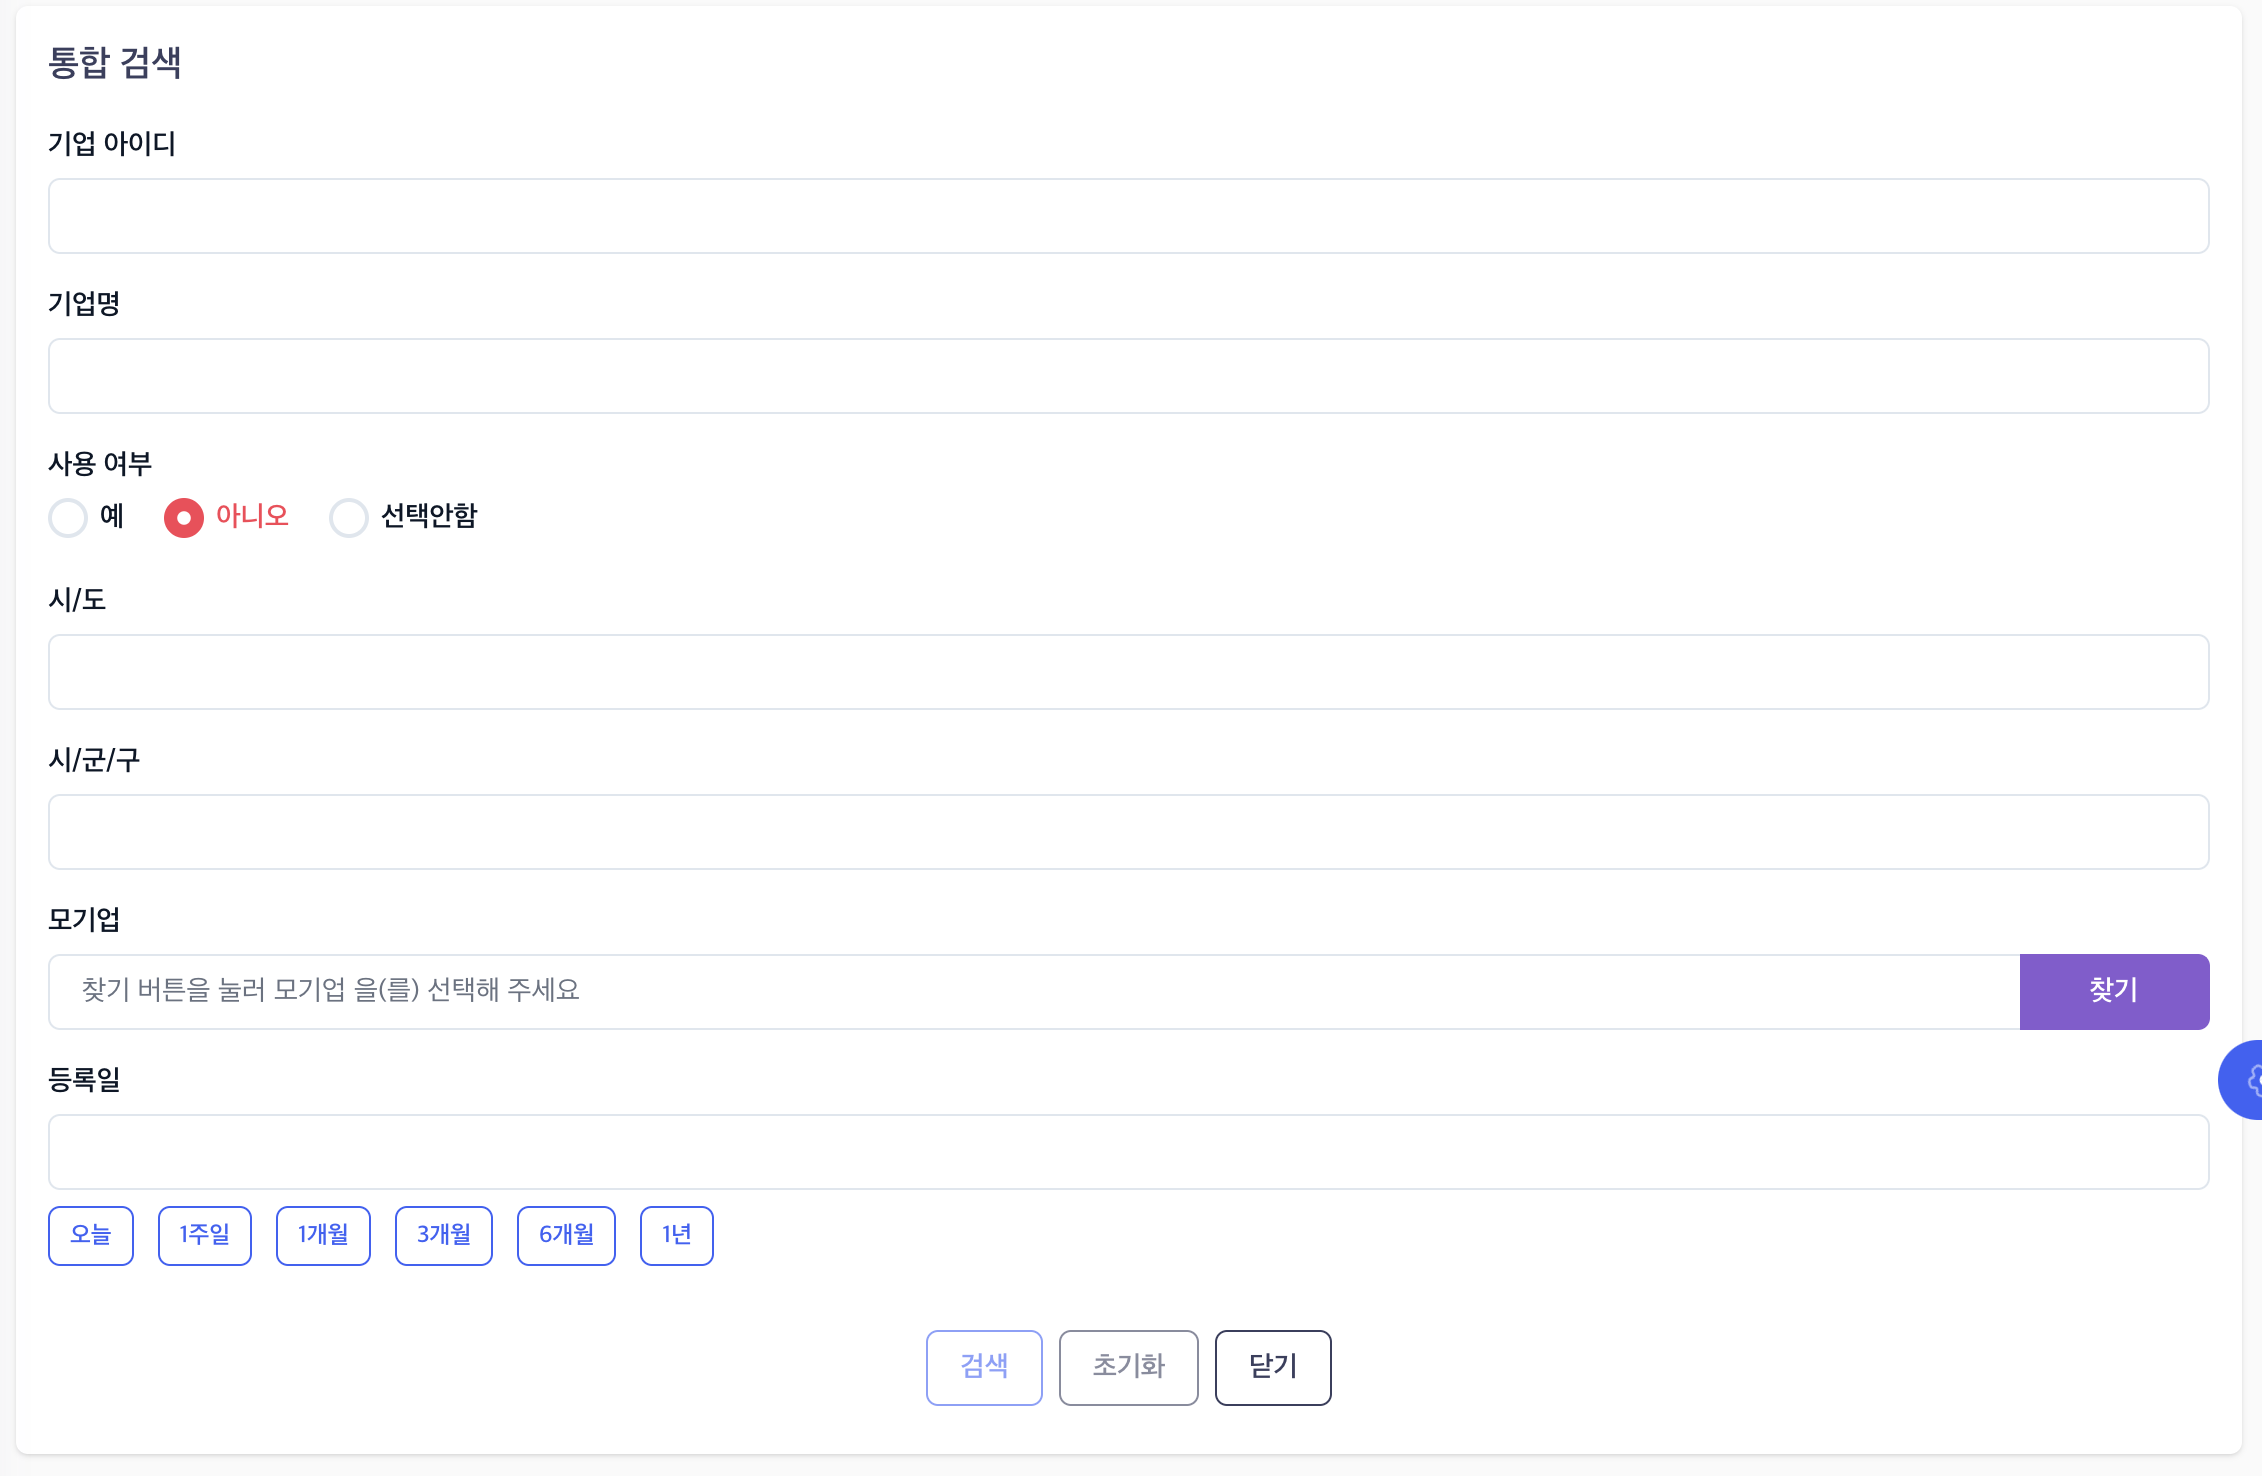 통합 검색
기업 아이디
기업명
사용 여부
예 아니오 선택안함
시/도
시/군/구
모기업
찾기 버튼을 눌러 모기업 을(를) 선택해 주세요 찾기
등록일
오늘 1주일 1개월 3개월 6개월 1년
검색 초기화 닫기